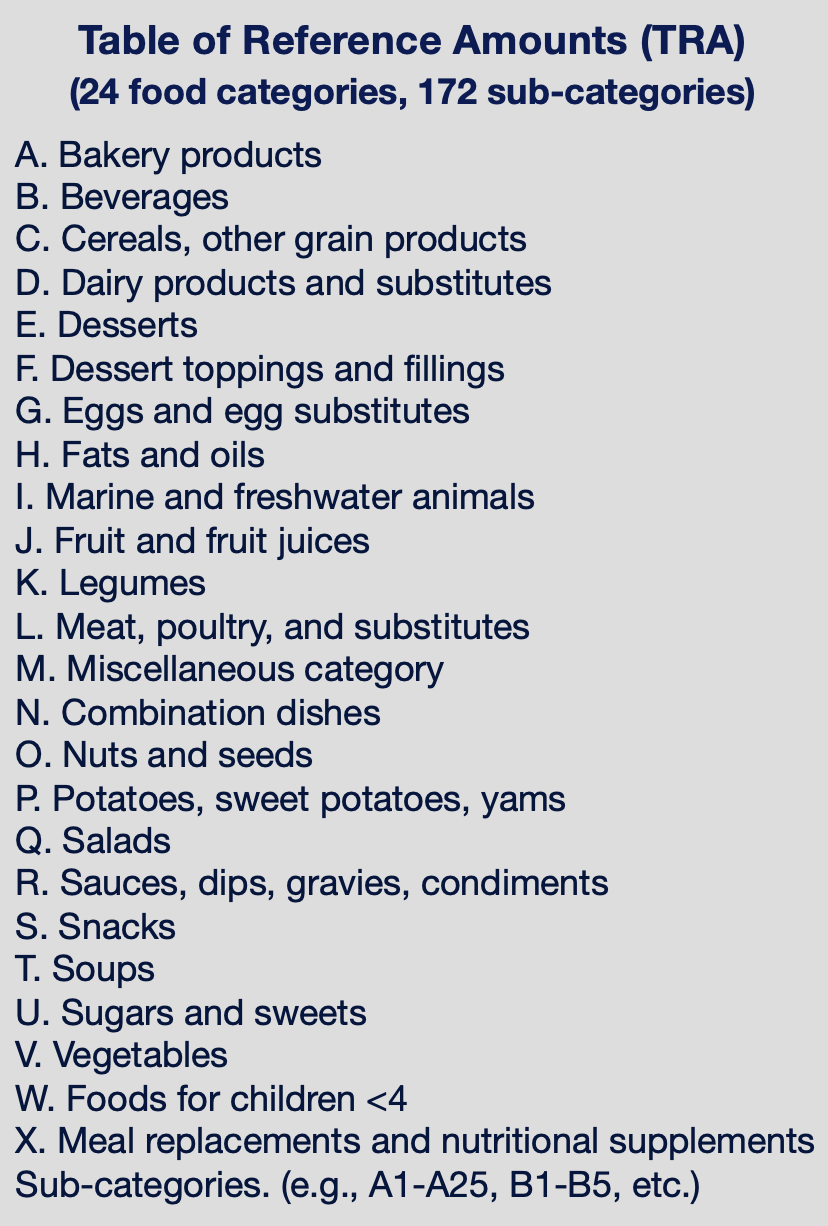 Table of Reference Amounts (TRA)
(24 food categories, 172 sub-categories)
A. Bakery products
B. Beverages
C. Cereals, other grain products
D. Dairy products and substitutes
E. Desserts
F. Dessert toppings and fillings
G. Eggs and egg substitutes
H. Fats and oils
I. Marine and freshwater animals
J. Fruit and fruit juices
K. Legumes
L. Meat, poultry, and substitutes
M. Miscellaneous category
N. Combination dishes
O. Nuts and seeds
P. Potatoes, sweet potatoes, yams
Q. Salads
R. Sauces, dips, gravies, condiments
S. Snacks
T. Soups
U. Sugars and sweets
V. Vegetables
W. Foods for children <4
X. Meal replacements and nutritional supplements
Sub-categories. (e.g., A1-A25, B1-B5, etc.)